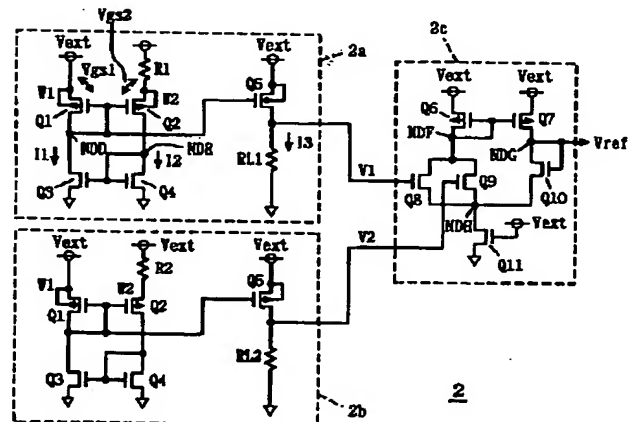 Vgs2
Vext
Vext
Vext
2a
2c
Vgs1
R1
W1
W2
Q5
Q1
Q2
I1
NDD
I2
NDE
I3
RL1
Q3
Q4
Vext
Vext
Q6
Q7
NDF
NDG
Vref
V1
Q8
Q9
Q10
V2
NDH
Vext
Q11
Vext
Vext
Vext
R2
W1
W2
Q5
Q1
Q2
RL2
Q3
Q4
2b
2